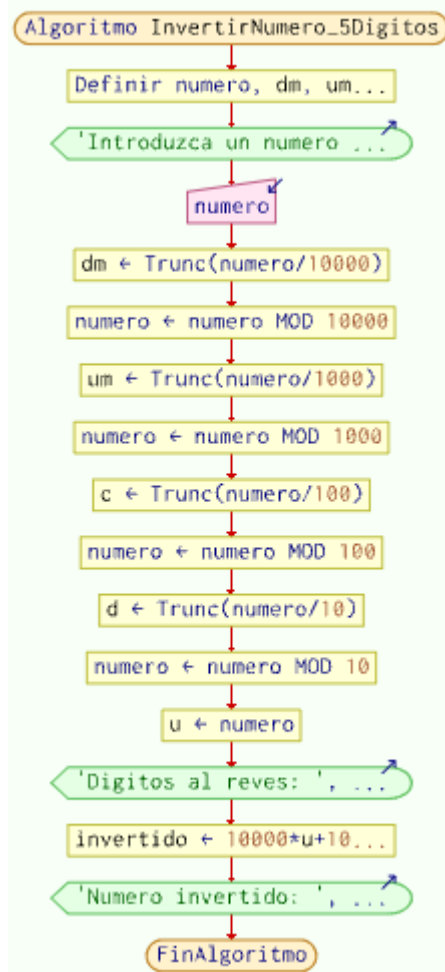 Algoritmo InvertirNumero_5Digitos
Definir numero, dm, um...
'Introduzca un numero ...
numero
dm ← Trunc(numero/10000)
numero ← numero MOD 10000
um ← Trunc(numero/1000)
numero ← numero MOD 1000
c ← Trunc(numero/100)
numero ← numero MOD 100
d ← Trunc(numero/10)
numero ← numero MOD 10
u ← numero
'Digitos al reves: ', ...
invertido ← 10000*u+10...
'Numero invertido: ', ...
FinAlgoritmo